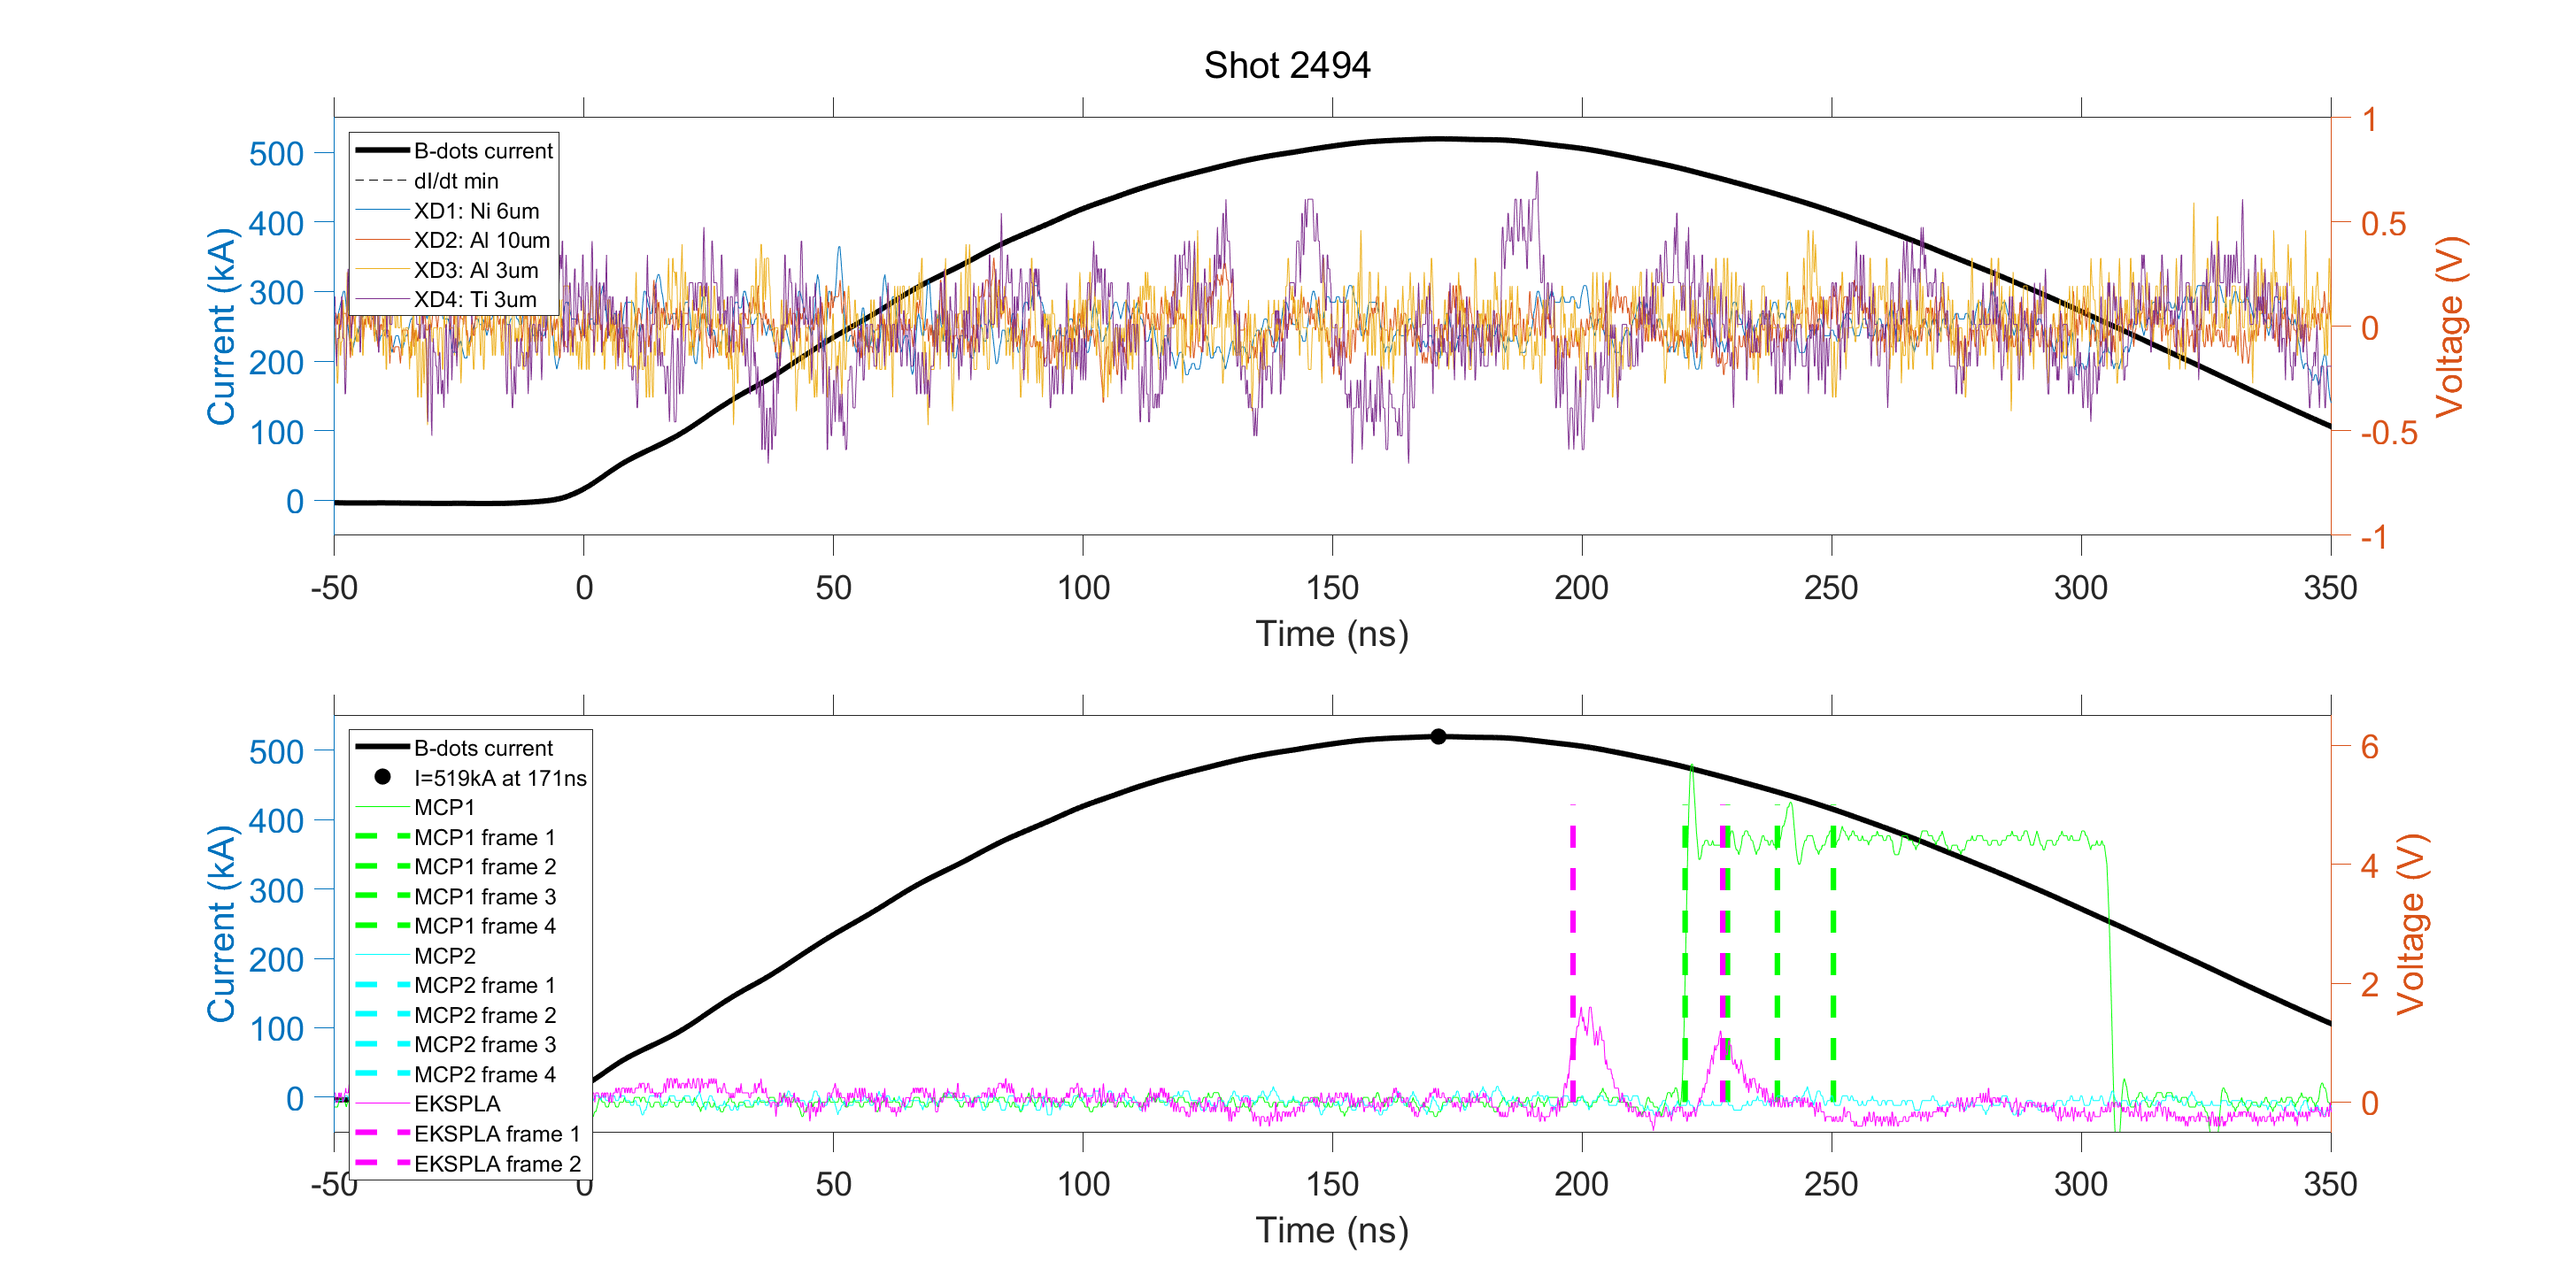 Shot 2494
B-dots current
dI/dt min
XD1: Ni 6um
XD2: Al 10um
XD3: Al 3um
XD4: Ti 3um
Current (kA)
500
400
300
200
100
0
1
0.5
0
-0.5
-1
Voltage (V)
-50 0 50 100 150 200 250 300 350
Time (ns)
B-dots current
I=519kA at 171ns
MCP1
MCP1 frame 1
MCP1 frame 2
MCP1 frame 3
MCP1 frame 4
MCP2
MCP2 frame 1
MCP2 frame 2
MCP2 frame 3
MCP2 frame 4
EKSPLA
EKSPLA frame 1
EKSPLA frame 2
Current (kA)
500
400
300
200
100
0
6
4
2
0
Voltage (V)
-50 0 50 100 150 200 250 300 350
Time (ns)